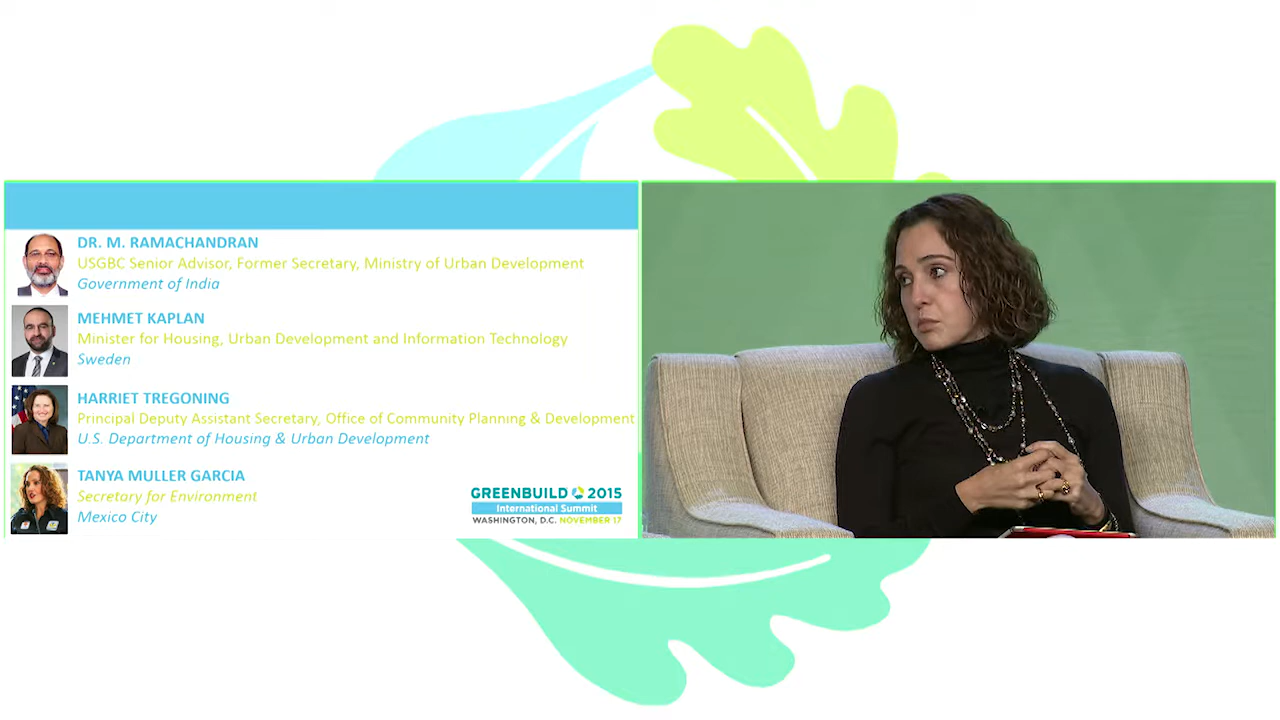 DR. M. RAMACHANDRAN
USGBC Senior Advisor, Former Secretary, Ministry of Urban Development
Government of India
MEHMET KAPLAN
Minister for Housing, Urban Development and Information Technology
Sweden
HARRIET TREGONING
Principal Deputy Assistant Secretary, Office of Community Planning & Development
U.S. Department of Housing & Urban Development
TANYA MULLER GARCIA
Secretary for Environment
Mexico City
GREENBUILD 2015
International Summit
WASHINGTON, D.C. NOVEMBER 17